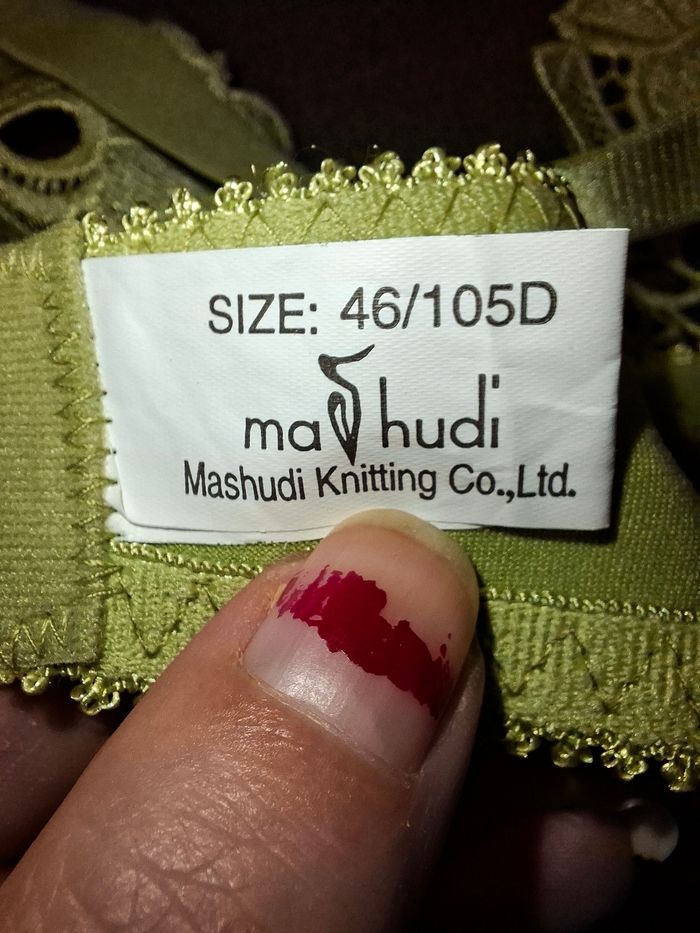 SIZE: 46/105D
mashudi
Mashudi Knitting Co.,Ltd.